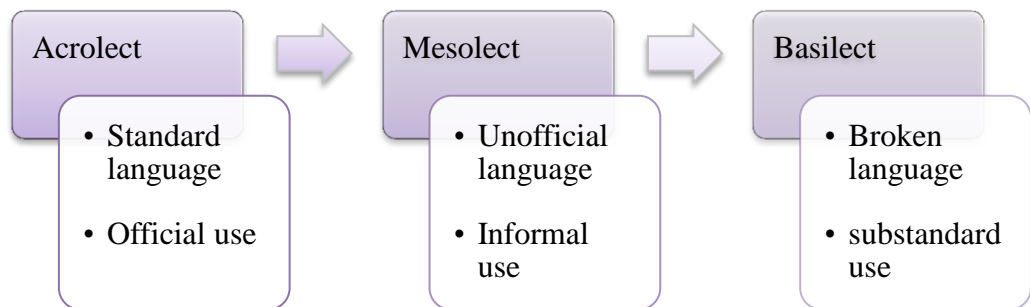 Acrolect
• Standard
language
• Official use
Mesolect
• Unofficial
language
• Informal
use
Basilect
• Broken
language
• substandard
use